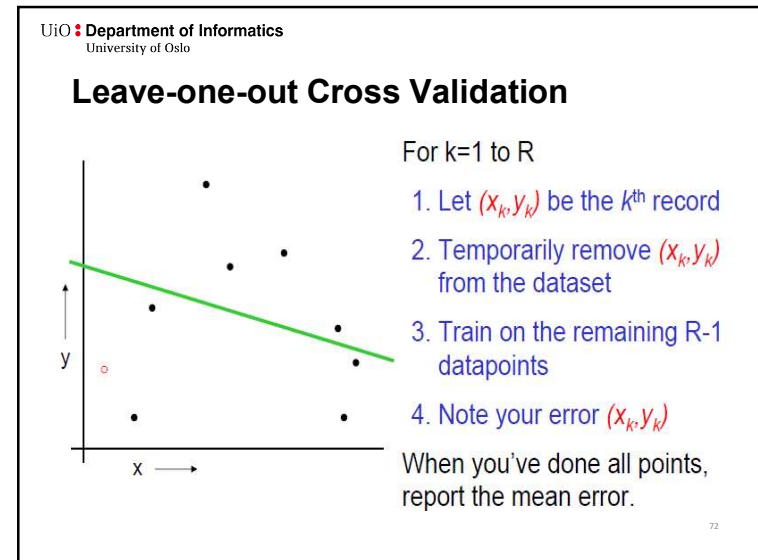 UiO Department of Informatics
University of Oslo
Leave-one-out Cross Validation
For k=1 to R
1. Let (xₖ,yₖ) be the kᵗʰ record
2. Temporarily remove (xₖ,yₖ)
from the dataset
3. Train on the remaining R-1
datapoints
4. Note your error (xₖ,yₖ)
When you've done all points,
report the mean error.
y
x
72